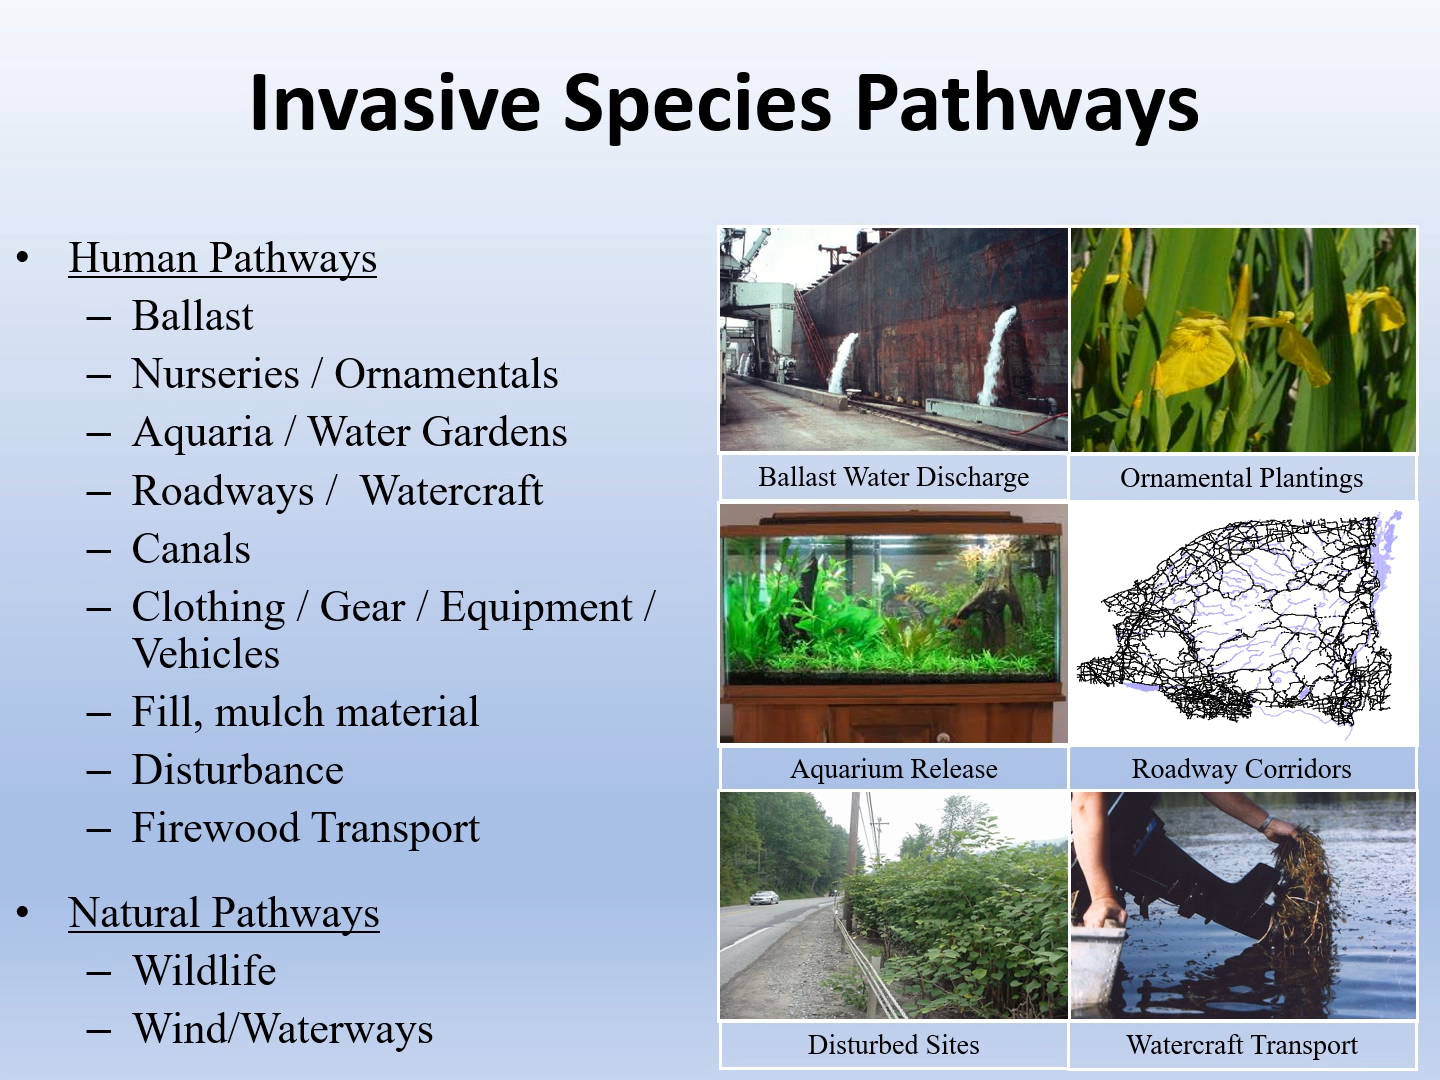 Invasive Species Pathways
• Human Pathways
– Ballast
– Nurseries / Ornamentals
– Aquaria / Water Gardens
– Roadways /  Watercraft
– Canals
– Clothing / Gear / Equipment /
Vehicles
– Fill, mulch material
– Disturbance
– Firewood Transport
• Natural Pathways
– Wildlife
– Wind/Waterways
Ballast Water Discharge
Ornamental Plantings
Aquarium Release
Roadway Corridors
Disturbed Sites
Watercraft Transport